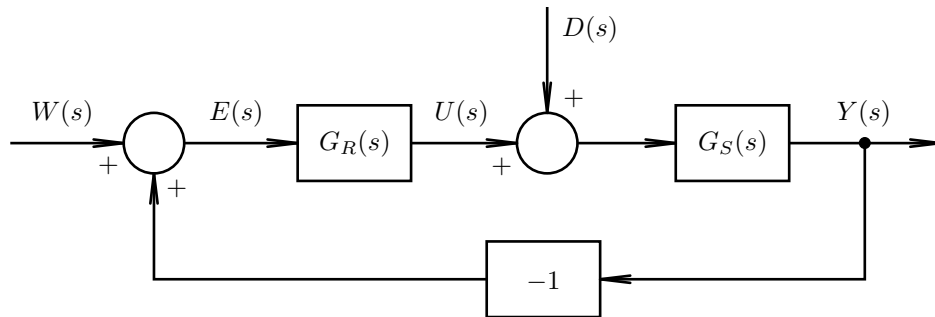 D(s)
W(s) E(s) U(s) Y(s)
+
G_R(s) G_S(s)
+ +
+
−1